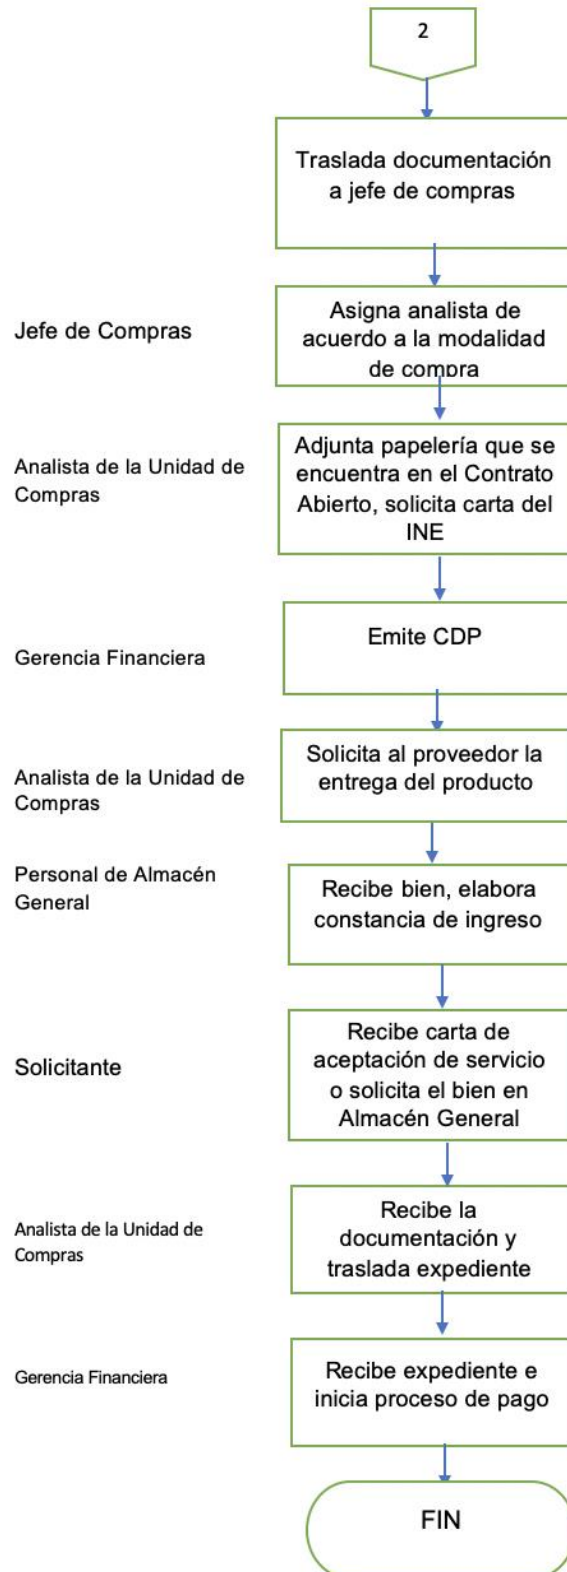 2
Traslada documentación
a jefe de compras
Jefe de Compras
Asigna analista de
acuerdo a la modalidad
de compra
Analista de la Unidad de
Compras
Adjunta papelería que se
encuentra en el Contrato
Abierto, solicita carta del
INE
Gerencia Financiera
Emite CDP
Analista de la Unidad de
Compras
Solicita al proveedor la
entrega del producto
Personal de Almacén
General
Recibe bien, elabora
constancia de ingreso
Solicitante
Recibe carta de
aceptación de servicio
o solicita el bien en
Almacén General
Analista de la Unidad de
Compras
Recibe la
documentación y
traslada expediente
Gerencia Financiera
Recibe expediente e
inicia proceso de pago
FIN